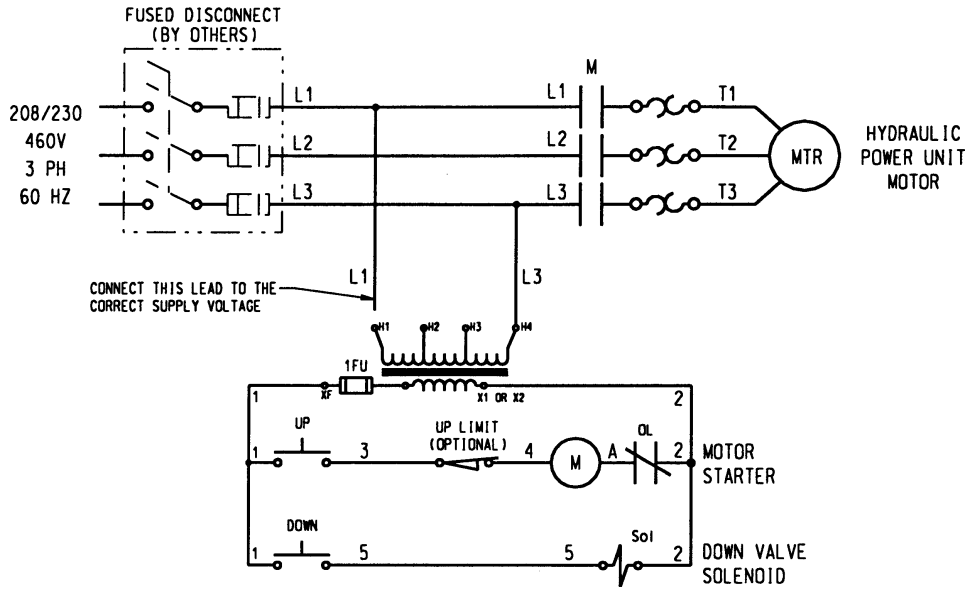 FUSED DISCONNECT
(BY OTHERS)
208/230
460V
3 PH
60 HZ
L1
L2
L3
L1
L2
L3
M
T1
T2
T3
MTR
HYDRAULIC
POWER UNIT
MOTOR
L1
L3
CONNECT THIS LEAD TO THE
CORRECT SUPPLY VOLTAGE
H1
H2
H3
H4
1FU
XF
X1 OR X2
1
2
UP
UP LIMIT
(OPTIONAL)
OL
1
3
4
M
A
2
MOTOR
STARTER
DOWN
Sol
1
5
5
2
DOWN VALVE
SOLENOID